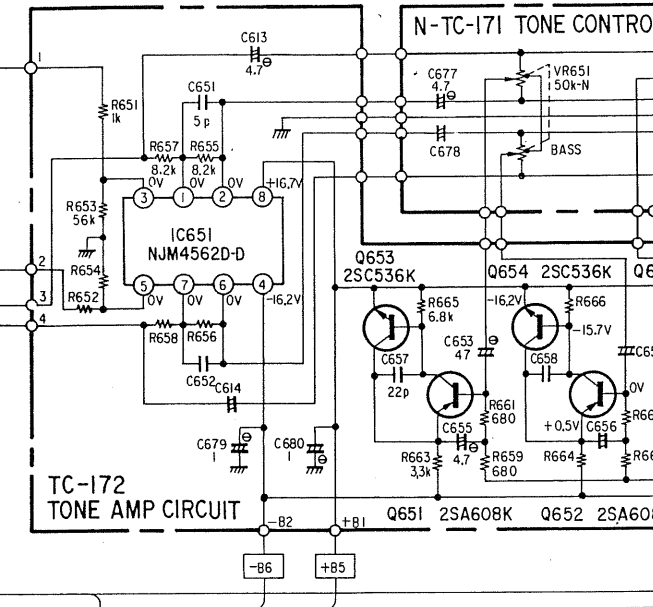 N-TC-171 TONE CONTRO
C613
4.7
1
R651
1k
C651
5p
C677
4.7
VR651
50k-N
C678
BASS
R657
8.2k
R655
8.2k
0V
0V
0V
+16.7V
3
1
2
8
R653
56k
IC651
NJM4562D-D
R654
2
5
7
6
4
0V
0V
0V
-16.2V
3
R652
4
R658
R656
C652
C614
Q653
2SC536K
Q654
2SC536K
Q6
R665
6.8k
-16.2V
R666
-15.7V
C653
47
C65
C657
22p
C658
0V
R661
680
R66
C655
4.7
+0.5V
C656
R663
3.3k
R659
680
R664
R66
C679
1
C680
1
TC-172
TONE AMP CIRCUIT
-B2
+B1
Q651
2SA608K
Q652
2SA608
-B6
+B5